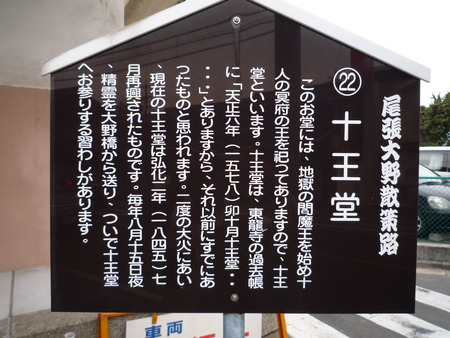 尾張大野散策路
㉒ 十王堂
このお堂には、地獄の閻魔王を始め十
人の冥府の王を祀ってありますので、十王
堂といいます。十王堂は、東龍寺の過去帳
に「天正六年(一五七八)卯十月十王堂・・
・・」とありますから、それ以前にすでにあ
ったものと思われます。二度の大火にあい
、現在の十王堂は弘化二年(一八四五)七
月再興されたものです。毎年八月十五日夜
、精霊を大野橋から送り、ついで十王堂
へお参りする習わしがあります。
車両